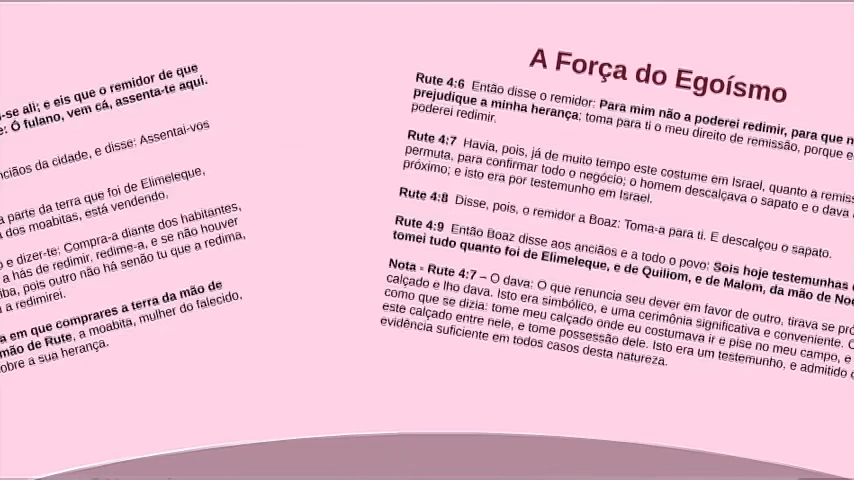 -se ali; e eis que o remidor de que
: Ó fulano, vem cá, assenta-te aqui.
nciãos da cidade, e disse: Assentai-vos
a parte da terra que foi de Elimeleque,
dos moabitas, está vendendo,
o e dizer-te: Compra-a diante dos habitantes,
a hás de redimir, redime-a, e se não houver
iba, pois outro não há senão tu que a redima,
a redimirei.
a em que comprares a terra da mão de
mão de Rute, a moabita, mulher do falecido,
obre a sua herança.
A Força do Egoísmo
Rute 4:6 Então disse o remidor: Para mim não a poderei redimir, para que n
prejudique a minha herança; toma para ti o meu direito de remissão, porque e
poderei redimir.
Rute 4:7 Havia, pois, já de muito tempo este costume em Israel, quanto a remiss
permuta, para confirmar todo o negócio; o homem descalçava o sapato e o dava a
próximo; e isto era por testemunho em Israel.
Rute 4:8 Disse, pois, o remidor a Boaz: Toma-a para ti. E descalçou o sapato.
Rute 4:9 Então Boaz disse aos anciãos e a todo o povo: Sois hoje testemunhas
tomei tudo quanto foi de Elimeleque, e de Quiliom, e de Malom, da mão de Noe
Nota - Rute 4:7 – O dava: O que renuncia seu dever em favor de outro, tirava se pró
calçado e lho dava. Isto era simbólico, e uma cerimônia significativa e conveniente. C
como que se dizia: tome meu calçado onde eu costumava ir e pise no meu campo, e
este calçado entre nele, e tome possessão dele. Isto era um testemunho, e admitido c
evidência suficiente em todos casos desta natureza.